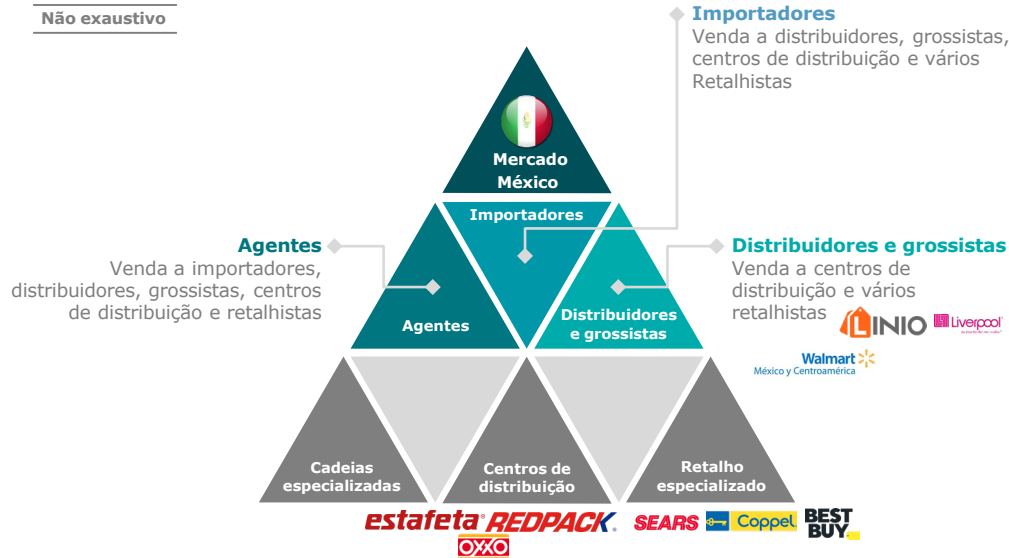 Não exaustivo
Importadores
Venda a distribuidores, grossistas,
centros de distribuição e vários
Retalhistas
Mercado
México
Importadores
Agentes
Venda a importadores,
distribuidores, grossistas, centros
de distribuição e retalhistas
Agentes
Distribuidores
e grossistas
Distribuidores e grossistas
Venda a centros de
distribuição e vários
retalhistas
LINIO
Liverpool
Walmart
México y Centroamérica
Cadeias
especializadas
Centros de
distribuição
Retalho
especializado
estafeta
REDPACK
OXXO
SEARS
Coppel
BEST
BUY